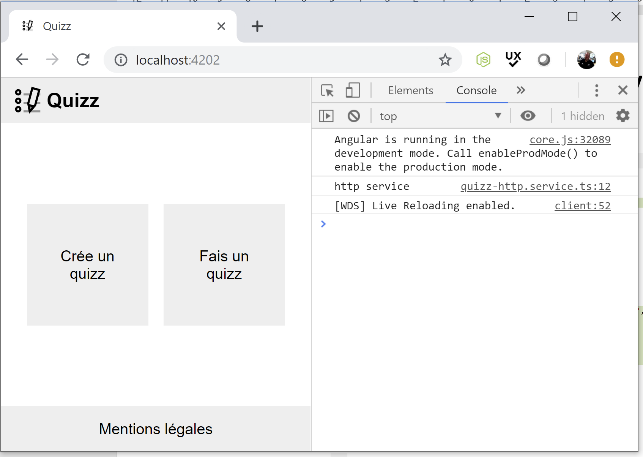 Quizz
localhost:4202
JS
UX
Quizz
Elements
Console
top
1 hidden
Angular is running in the core.js:32089
development mode. Call enableProdMode() to
enable the production mode.
http service quizz-http.service.ts:12
[WDS] Live Reloading enabled. client:52
Crée un
quizz
Fais un
quizz
Mentions légales